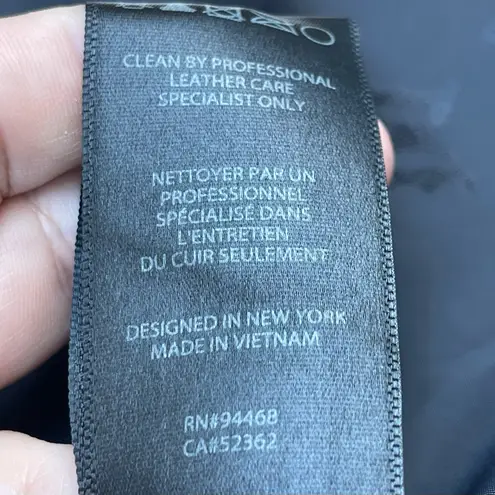 CLEAN BY PROFESSIONAL
LEATHER CARE
SPECIALIST ONLY
NETTOYER PAR UN
PROFESSIONNEL
SPÉCIALISÉ DANS
L'ENTRETIEN
DU CUIR SEULEMENT
DESIGNED IN NEW YORK
MADE IN VIETNAM
RN#94468
CA#52362